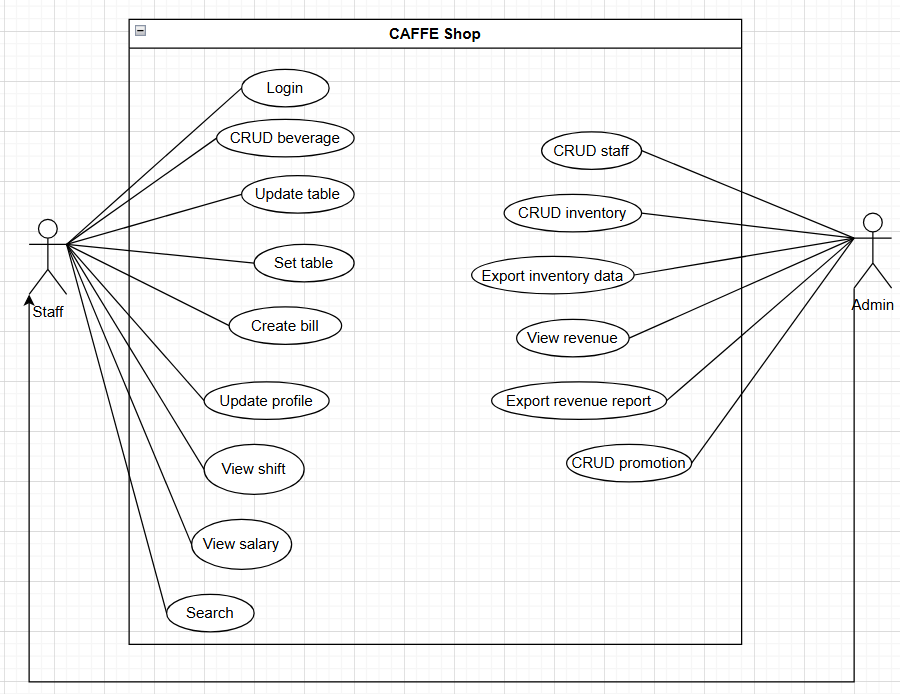 CAFFE Shop
Login
CRUD beverage
Update table
Set table
Create bill
Update profile
View shift
View salary
Search
CRUD staff
CRUD inventory
Export inventory data
View revenue
Export revenue report
CRUD promotion
Staff
Admin